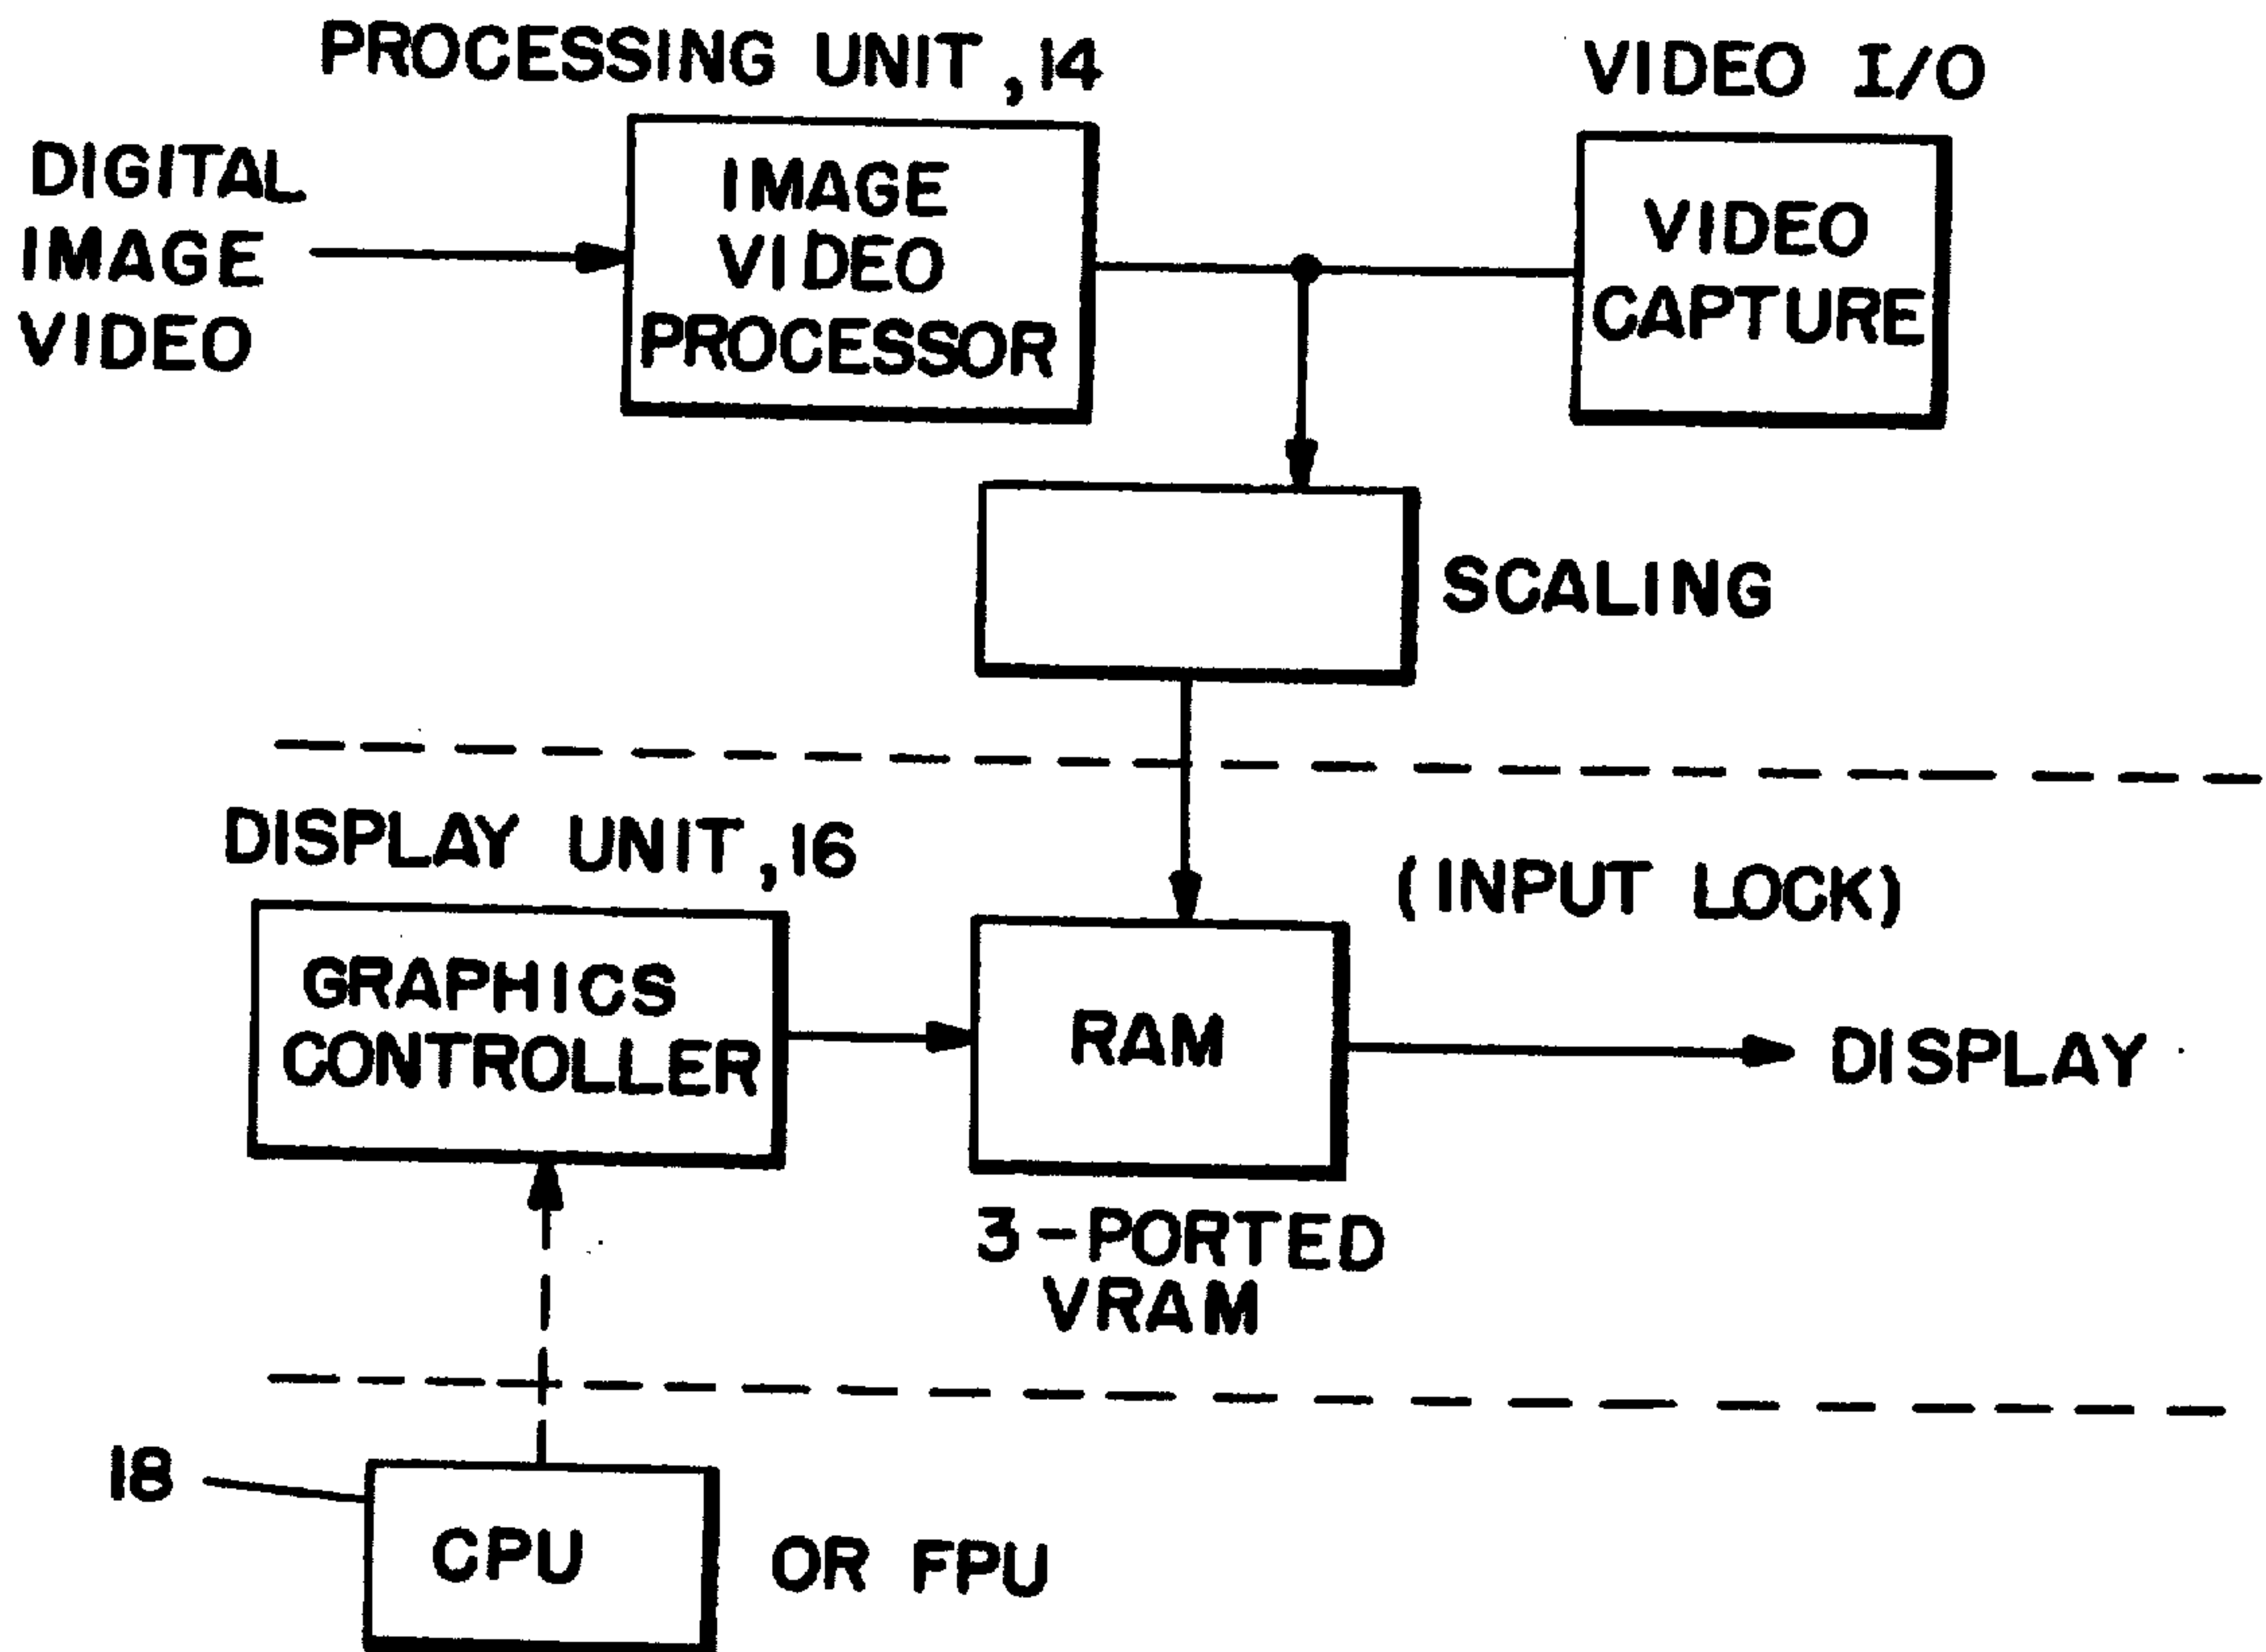 PROCESSING UNIT, 14
VIDEO I/O
DIGITAL
IMAGE
VIDEO
IMAGE
VIDEO
PROCESSOR
VIDEO
CAPTURE
SCALING
DISPLAY UNIT, 16
(INPUT LOCK)
GRAPHICS
CONTROLLER
RAM
DISPLAY
3-PORTED
VRAM
18
CPU
OR FPU